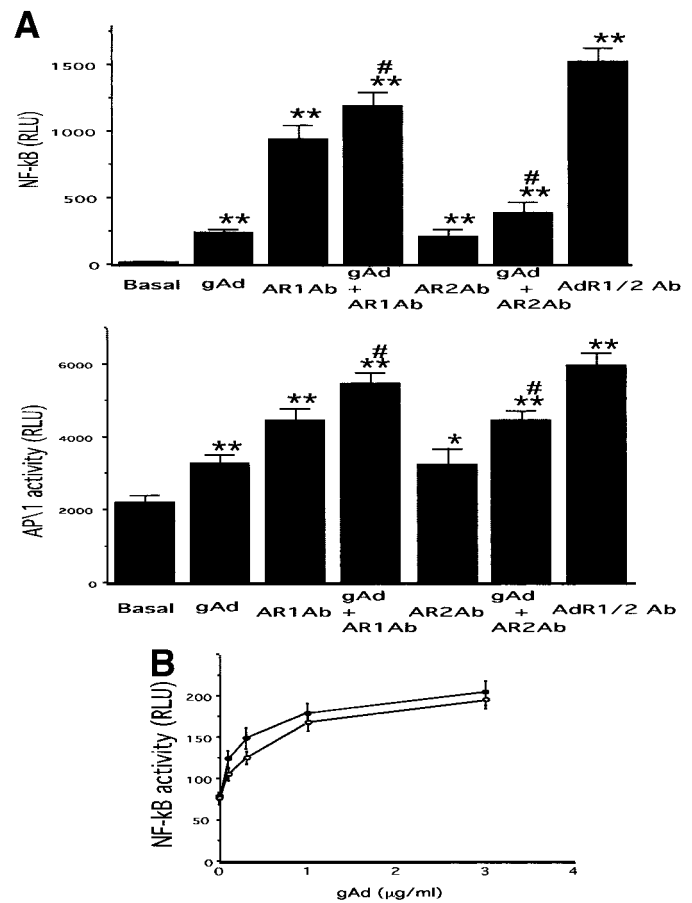 A
NF-kB (RLU)
1500
1000
500
0
**
**
#
**
**
#
**
**
Basal
gAd
AR1Ab
gAd
+
AR1Ab
AR2Ab
gAd
+
AR2Ab
AdR1/2 Ab
AP\1 activity (RLU)
6000
4000
2000
0
**
**
#
**
*
#
**
**
Basal
gAd
AR1Ab
gAd
+
AR1Ab
AR2Ab
gAd
+
AR2Ab
AdR1/2 Ab
B
NF-kB activity (RLU)
200
150
100
50
0
0 1 2 3 4
gAd (µg/ml)